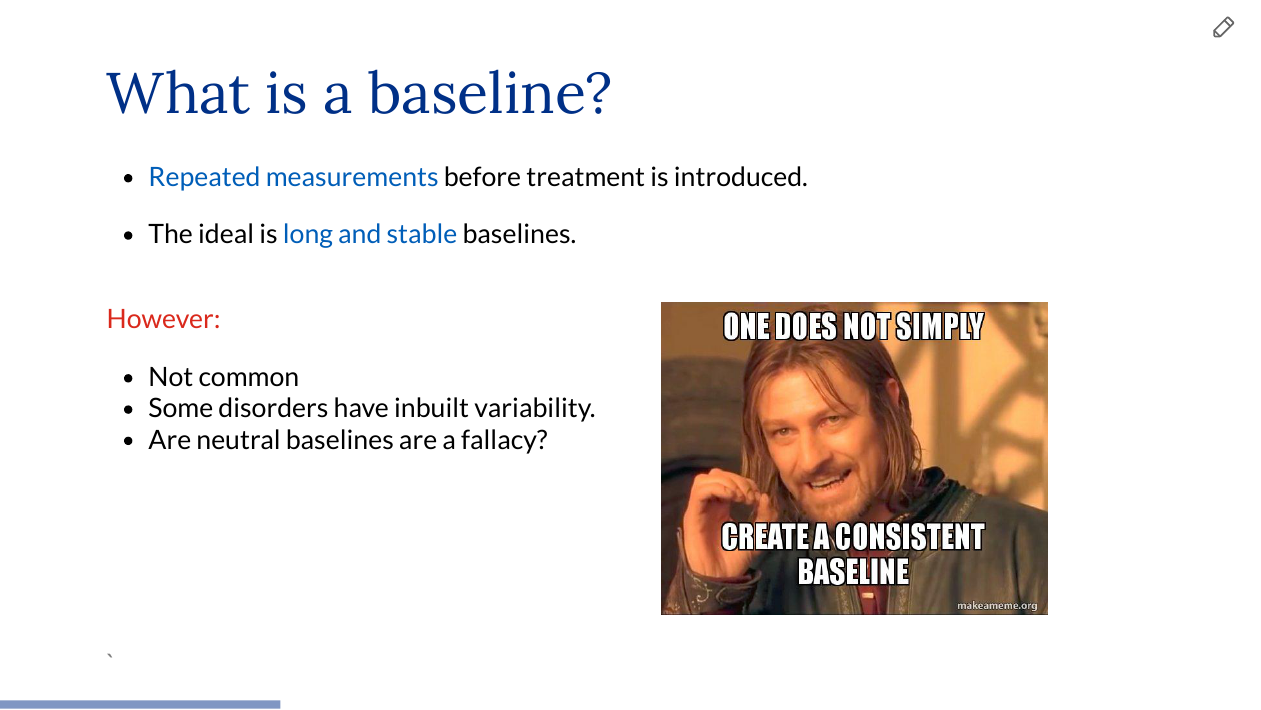 What is a baseline?
• Repeated measurements before treatment is introduced.
• The ideal is long and stable baselines.
However:
• Not common
• Some disorders have inbuilt variability.
• Are neutral baselines are a fallacy?
ONE DOES NOT SIMPLY
CREATE A CONSISTENT
BASELINE
makeameme.org
`